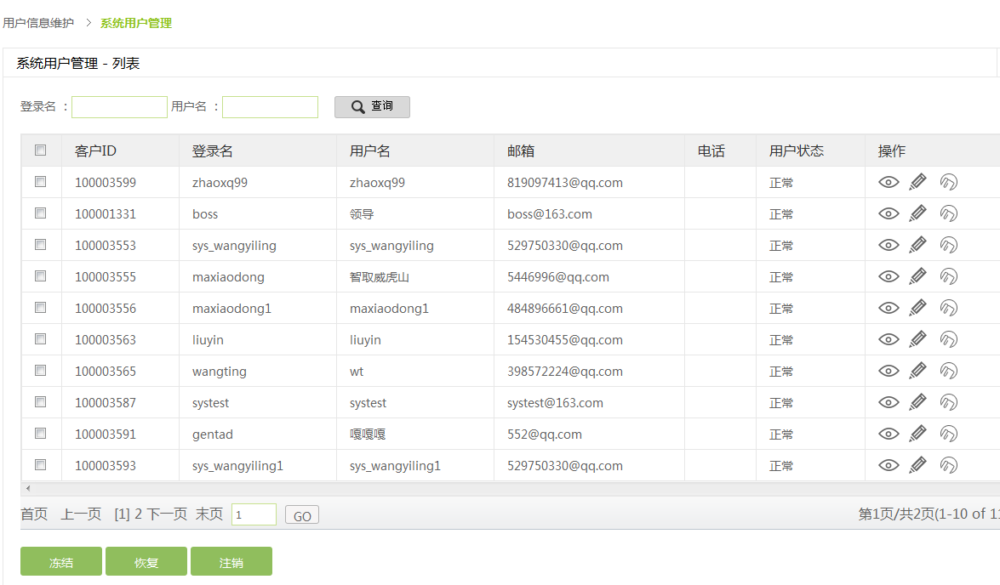 用户信息维护 > 系统用户管理
系统用户管理 - 列表
登录名 : 用户名 : 查询
客户ID 登录名 用户名 邮箱 电话 用户状态 操作
100003599 zhaoxq99 zhaoxq99 819097413@qq.com 正常
100001331 boss 领导 boss@163.com 正常
100003553 sys_wangyiling sys_wangyiling 529750330@qq.com 正常
100003555 maxiaodong 智取威虎山 5446996@qq.com 正常
100003556 maxiaodong1 maxiaodong1 484896661@qq.com 正常
100003563 liuyin liuyin 154530455@qq.com 正常
100003565 wangting wt 398572224@qq.com 正常
100003587 systest systest systest@163.com 正常
100003591 gentad 嘎嘎嘎 552@qq.com 正常
100003593 sys_wangyiling1 sys_wangyiling1 529750330@qq.com 正常
首页 上一页 [1] 2 下一页 末页 1 GO 第1页/共2页(1-10 of
冻结 恢复 注销